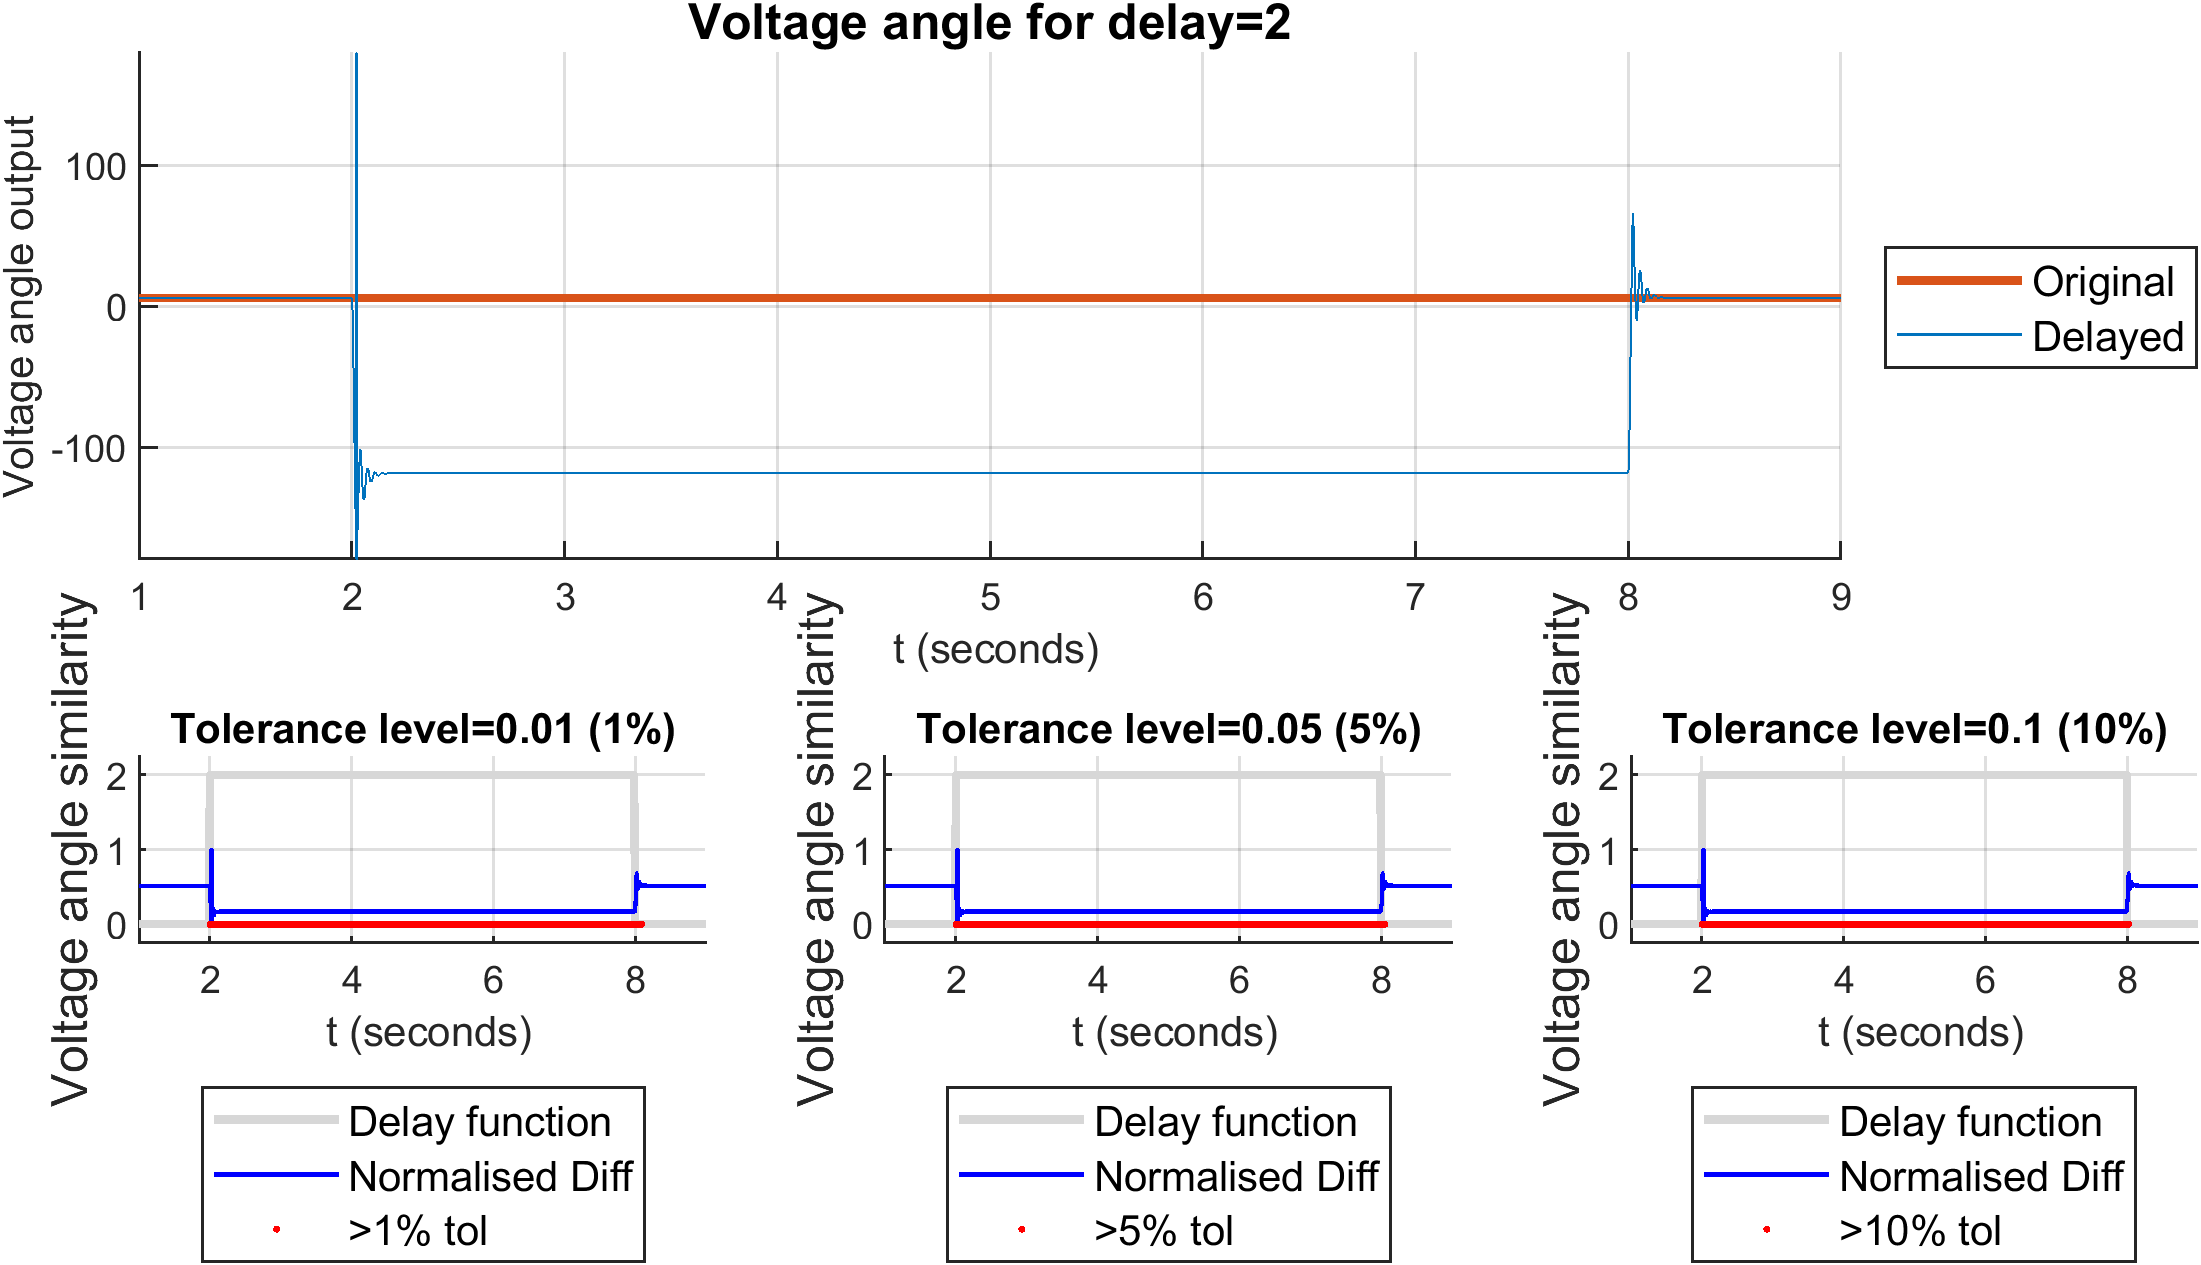 Voltage angle for delay=2
Voltage angle output
100
0
-100
1 2 3 4 5 6 7 8 9
t (seconds)
Original
Delayed
Tolerance level=0.01 (1%)
Voltage angle similarity
2
1
0
2 4 6 8
t (seconds)
Delay function
Normalised Diff
>1% tol
Tolerance level=0.05 (5%)
Voltage angle similarity
2
1
0
2 4 6 8
t (seconds)
Delay function
Normalised Diff
>5% tol
Tolerance level=0.1 (10%)
Voltage angle similarity
2
1
0
2 4 6 8
t (seconds)
Delay function
Normalised Diff
>10% tol